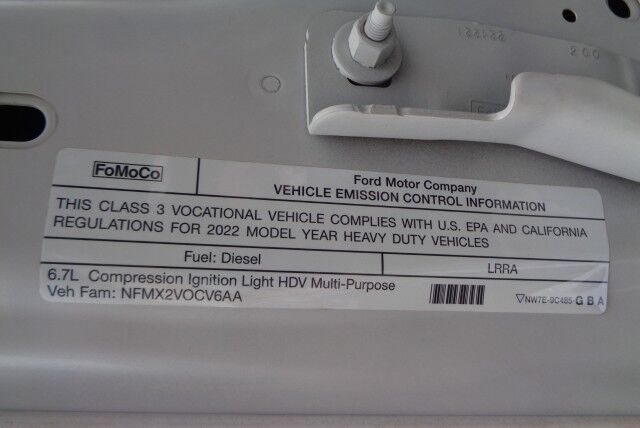 FoMoCo
Ford Motor Company
VEHICLE EMISSION CONTROL INFORMATION
THIS CLASS 3 VOCATIONAL VEHICLE COMPLIES WITH U.S. EPA AND CALIFORNIA
REGULATIONS FOR 2022 MODEL YEAR HEAVY DUTY VEHICLES
Fuel: Diesel
LRRA
6.7L Compression Ignition Light HDV Multi-Purpose
Veh Fam: NFMX2VOCV6AA
▽NW7E-9C485-G B A